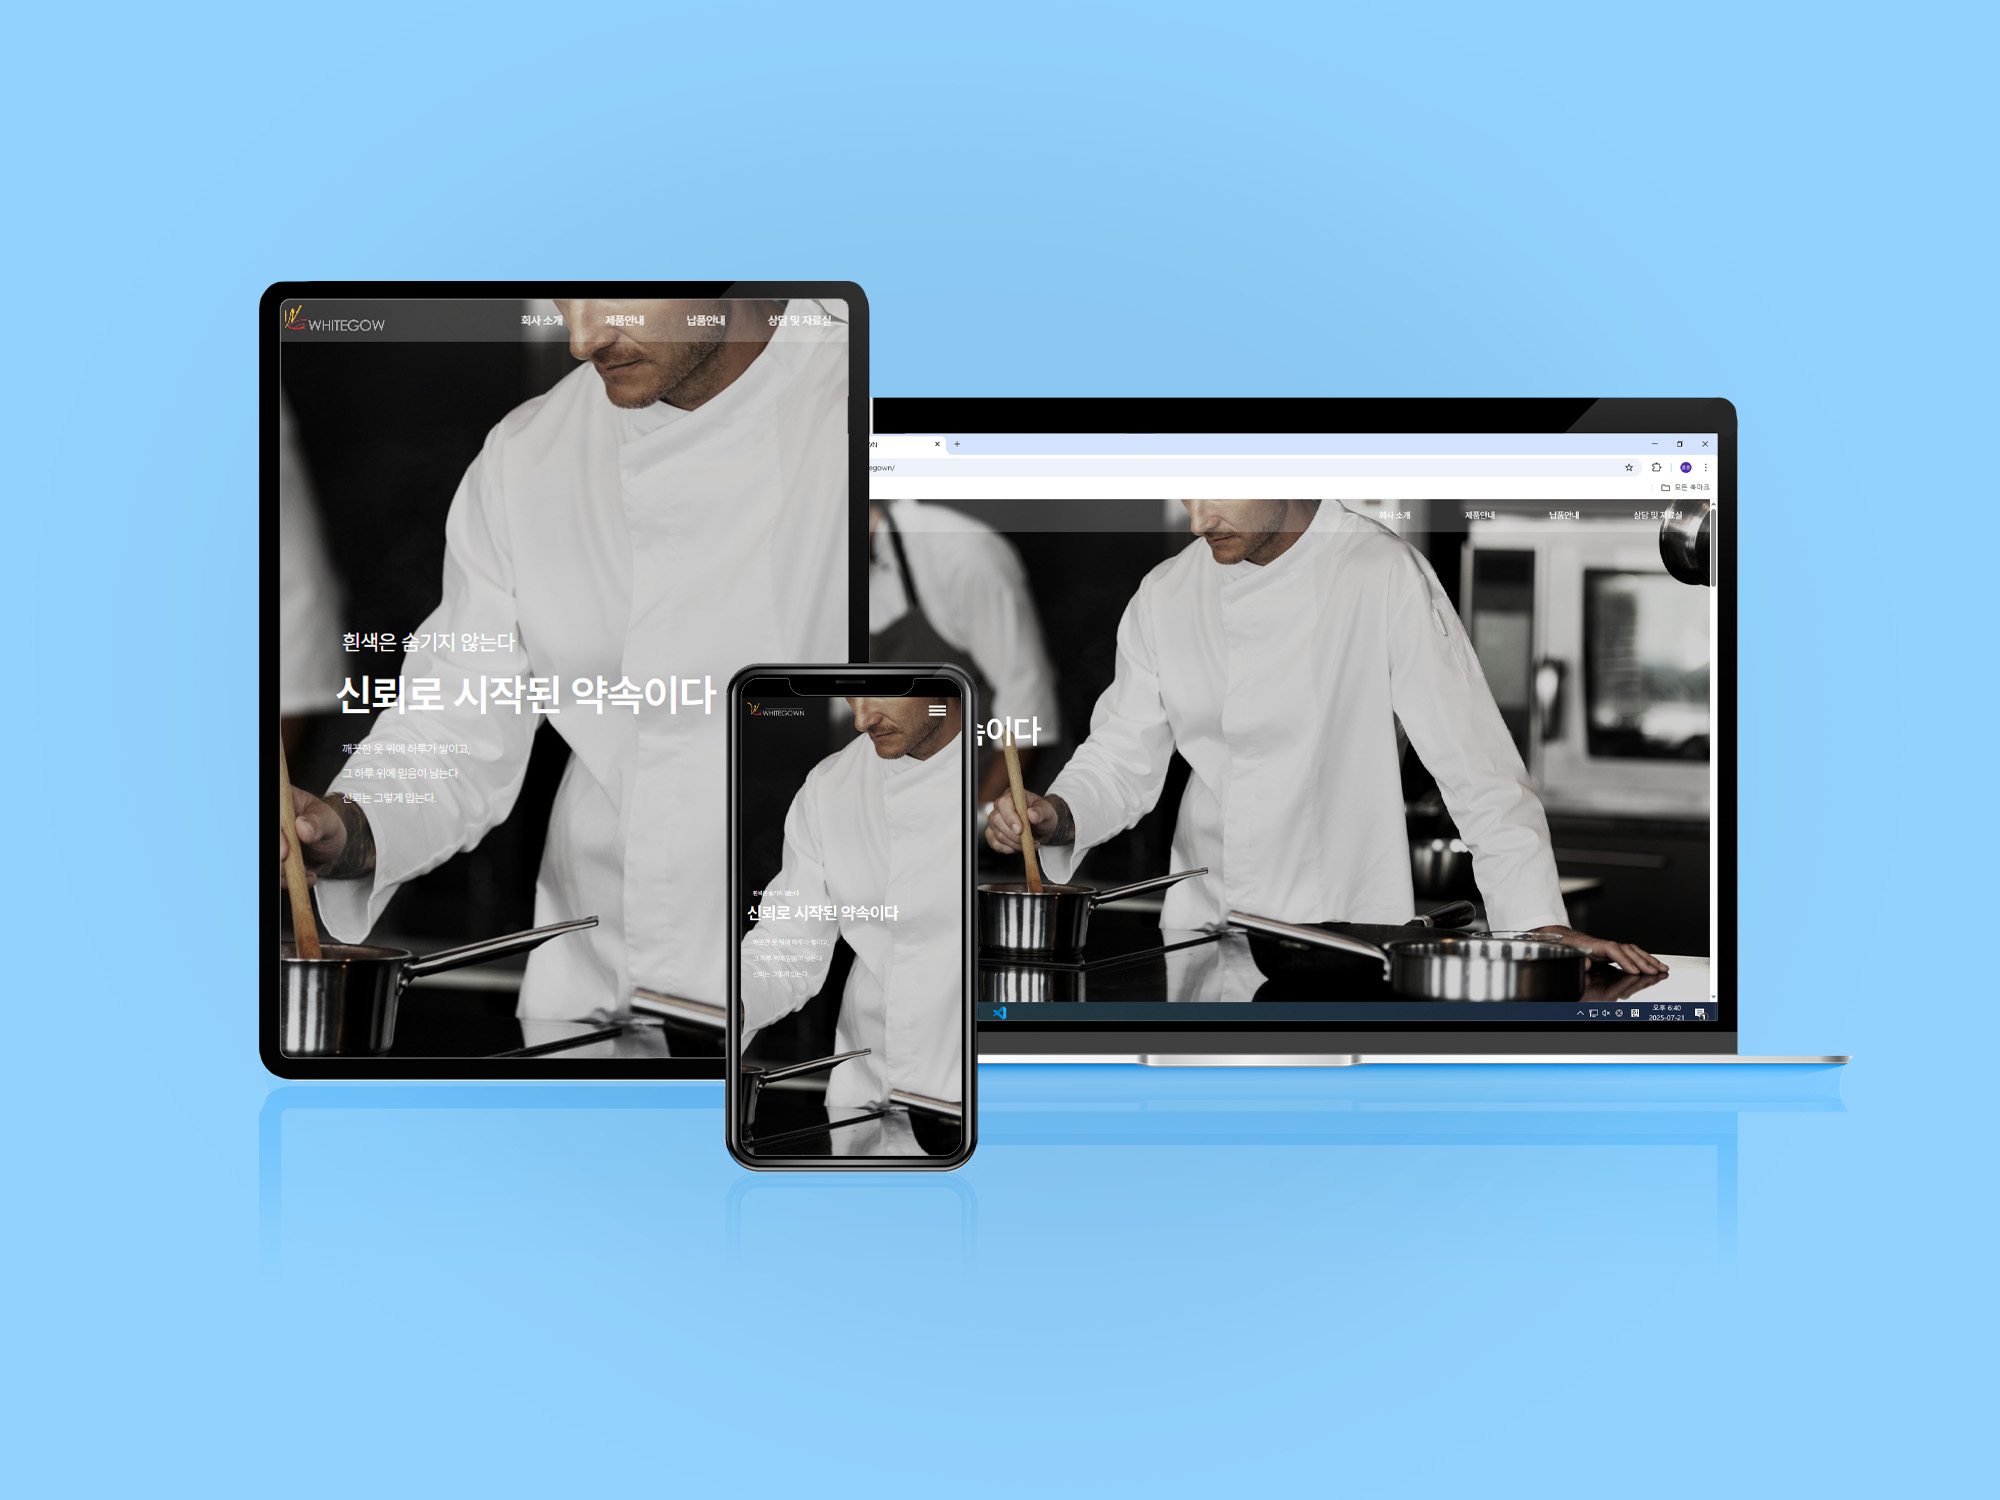 WHITEGOW
회사 소개 제품안내 납품안내 상담 및 자료실
흰색은 숨기지 않는다
신뢰로 시작된 약속이다
깨끗한 옷 위에 하루가 쌓이고,
그 하루 위에 믿음이 남는다
신뢰는 그렇게 입는다.
WHITEGOWN
흰색은 숨기지 않는다
신뢰로 시작된 약속이다
깨끗한 옷 위에 하루가 쌓이고,
그 하루 위에 믿음이 남는다
신뢰는 그렇게 입는다.
WN
egown/
모든 북마크
회사 소개 제품안내 납품안내 상담 및 자료실
속이다
오후 6:40
2025-07-21